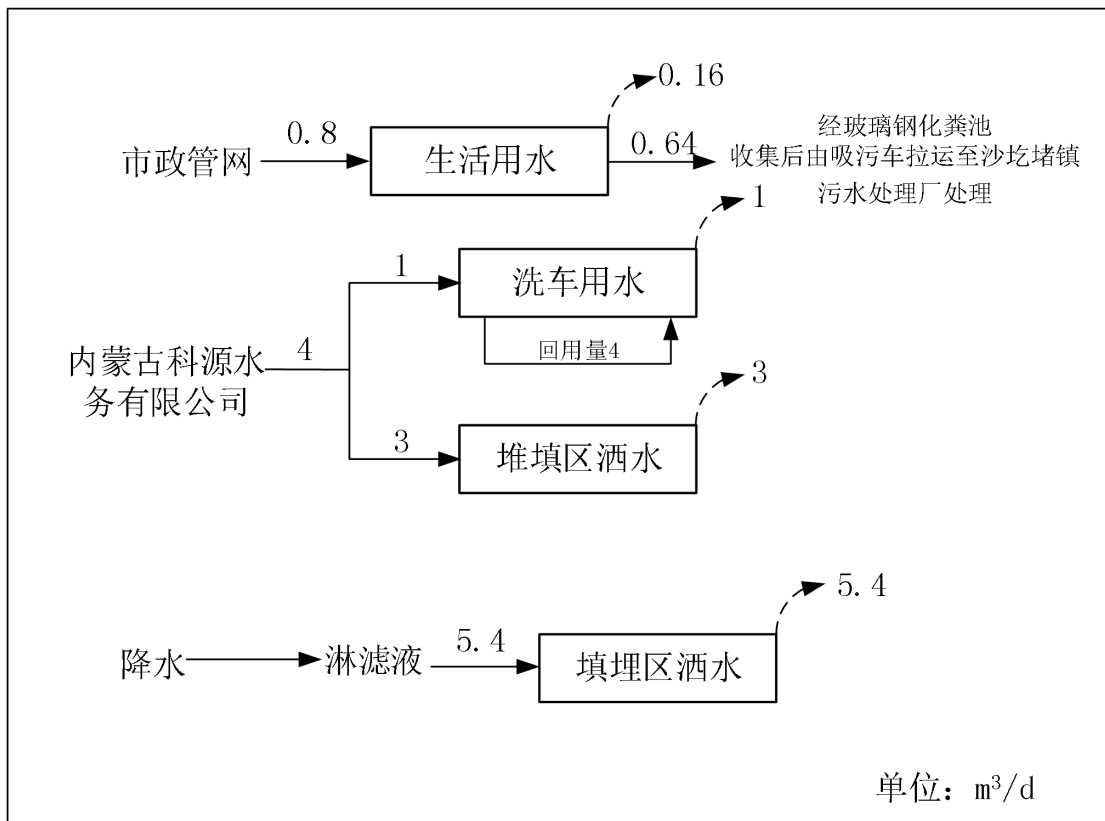 0.16
0.8
市政管网
生活用水
0.64
经玻璃钢化粪池
收集后由吸污车拉运至沙圪堵镇
污水处理厂处理
1
1
洗车用水
回用量4
内蒙古科源水
务有限公司
4
3
3
堆填区洒水
5.4
降水
淋滤液
5.4
填埋区洒水
单位：m³/d